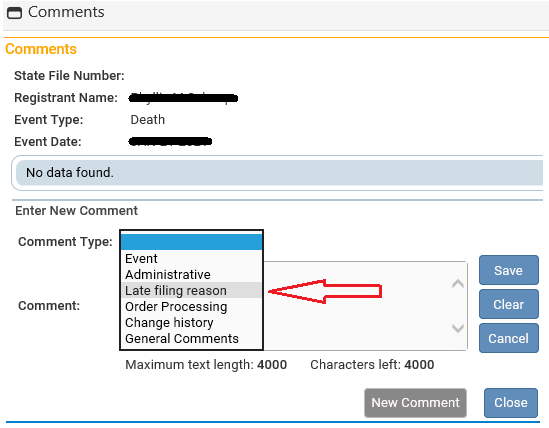 Comments
Comments
State File Number:
Registrant Name:
Event Type: Death
Event Date:
No data found.
Enter New Comment
Comment Type:
Event
Administrative
Late filing reason
Order Processing
Change history
General Comments
Comment:
Save
Clear
Cancel
Maximum text length: 4000 Characters left: 4000
New Comment Close